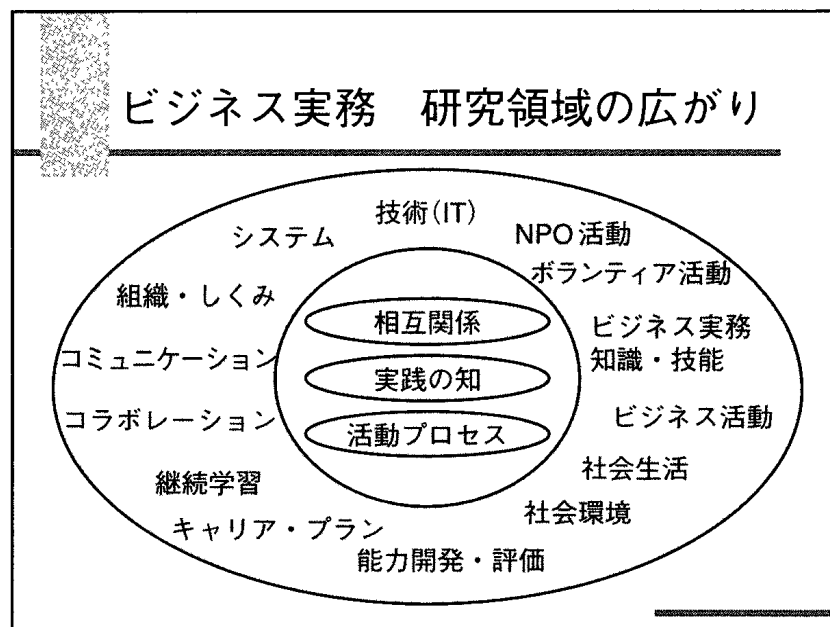 ビジネス実務 研究領域の広がり
技術(IT)
システム
NPO活動
ボランティア活動
組織・しくみ
相互関係
ビジネス実務
知識・技能
コミュニケーション
実践の知
コラボレーション
活動プロセス
ビジネス活動
継続学習
社会生活
キャリア・プラン
社会環境
能力開発・評価